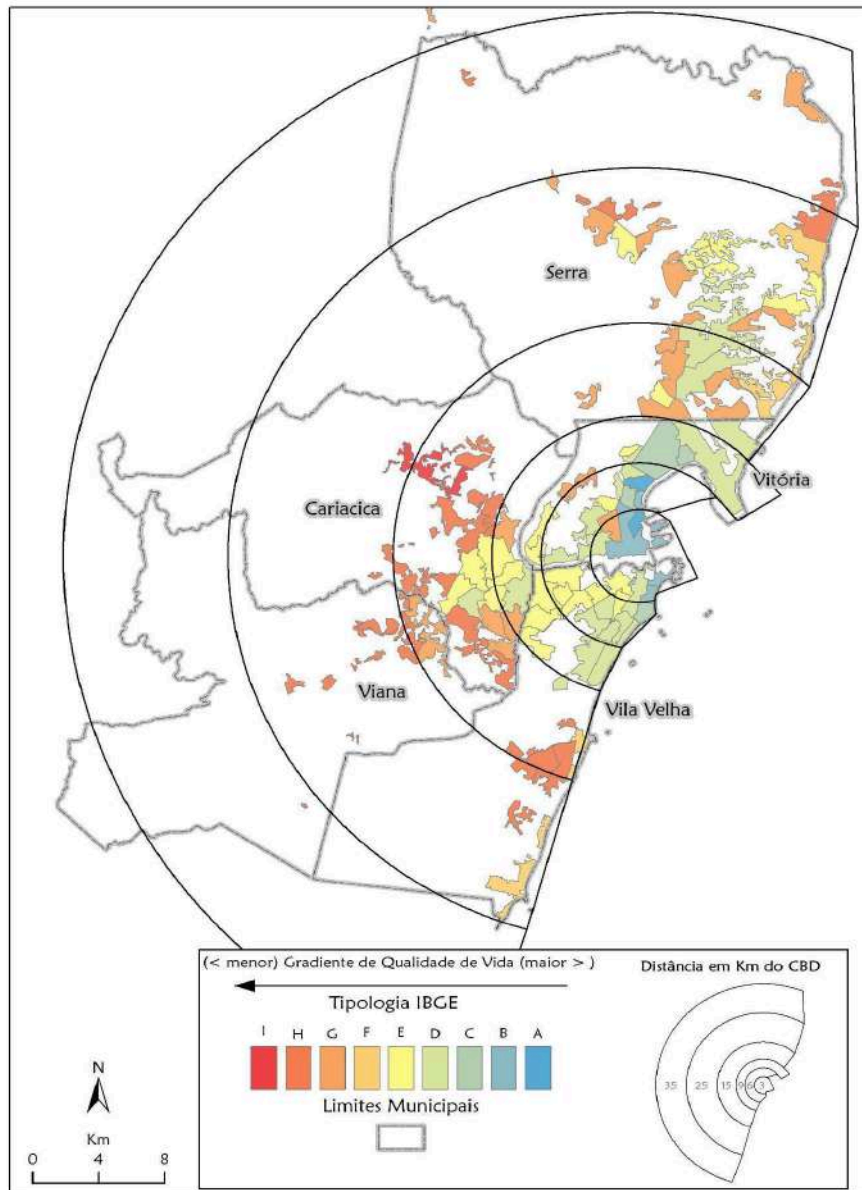 Serra
Vitória
Cariacica
Viana
Vila Velha
(< menor) Gradiente de Qualidade de Vida (maior > )
Tipologia IBGE
I H G F E D C B A
Limites Municipais
Distância em Km do CBD
35 25 15 9 6 3
N
Km
0 4 8